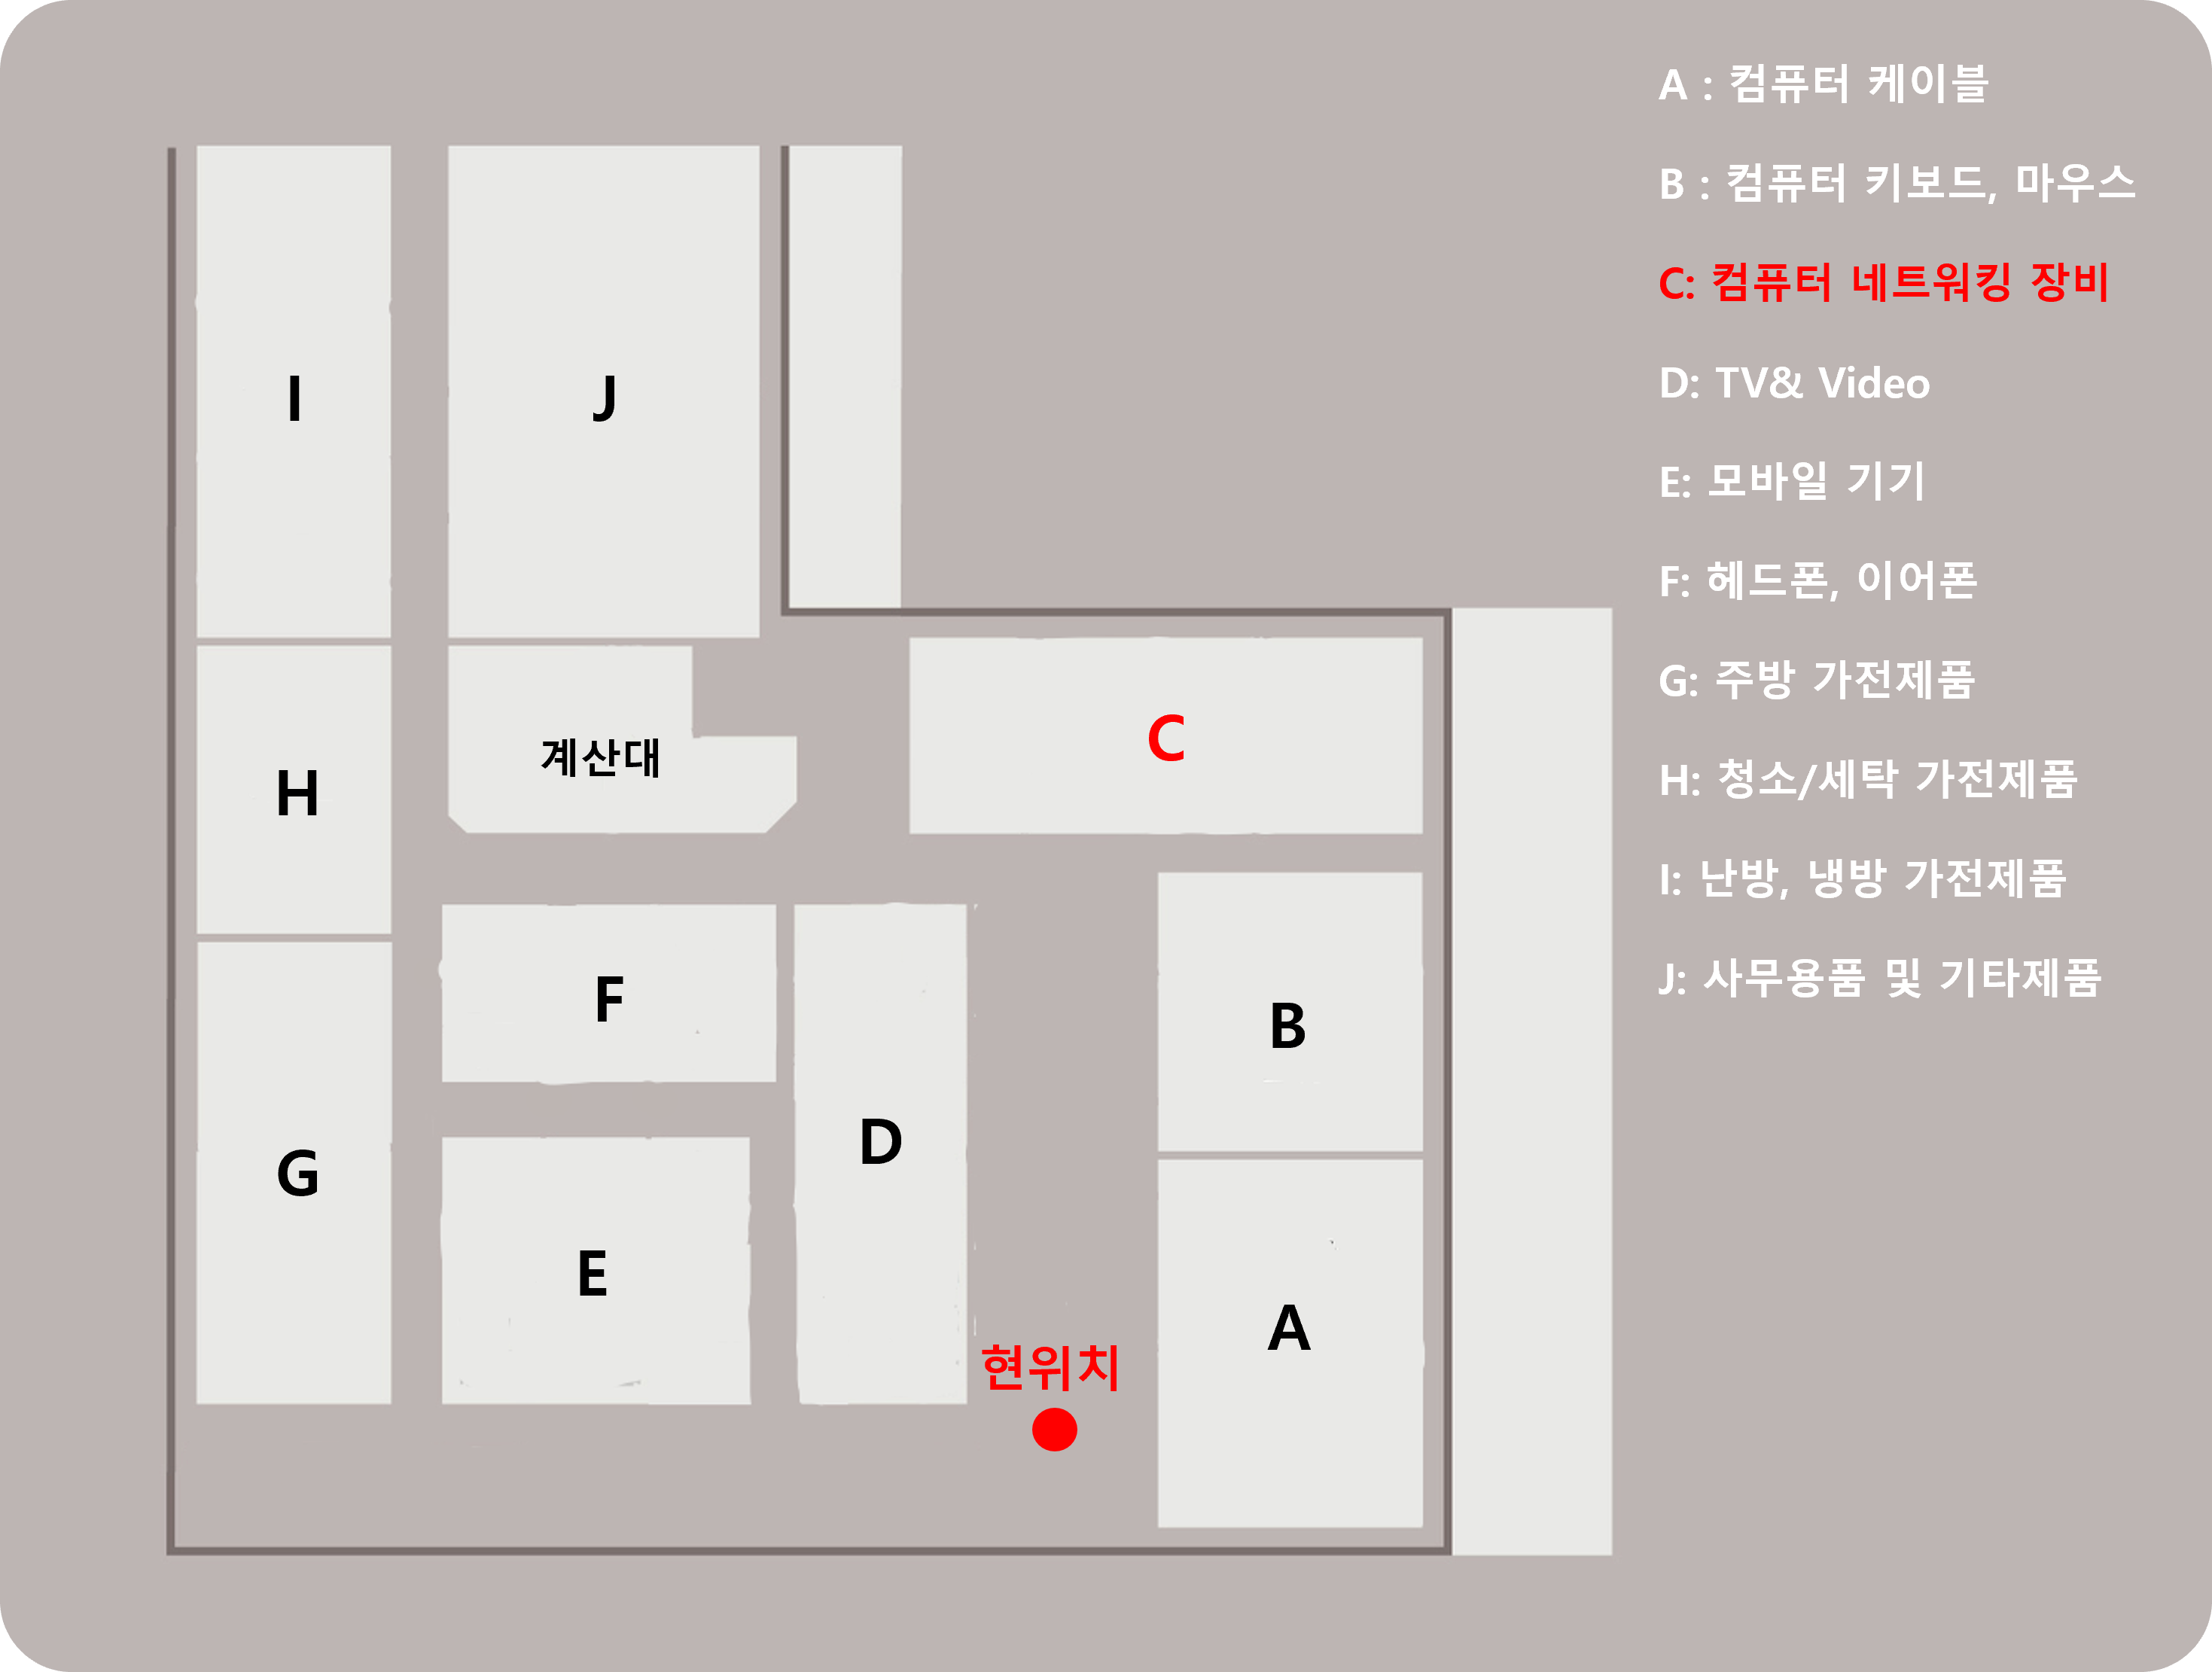 A : 컴퓨터 케이블
B : 컴퓨터 키보드, 마우스
C: 컴퓨터 네트워킹 장비
D: TV& Video
E: 모바일 기기
F: 헤드폰, 이어폰
G: 주방 가전제품
H: 청소/세탁 가전제품
I: 난방, 냉방 가전제품
J: 사무용품 및 기타제품
I
J
C
계산대
H
F
B
D
G
E
A
현위치